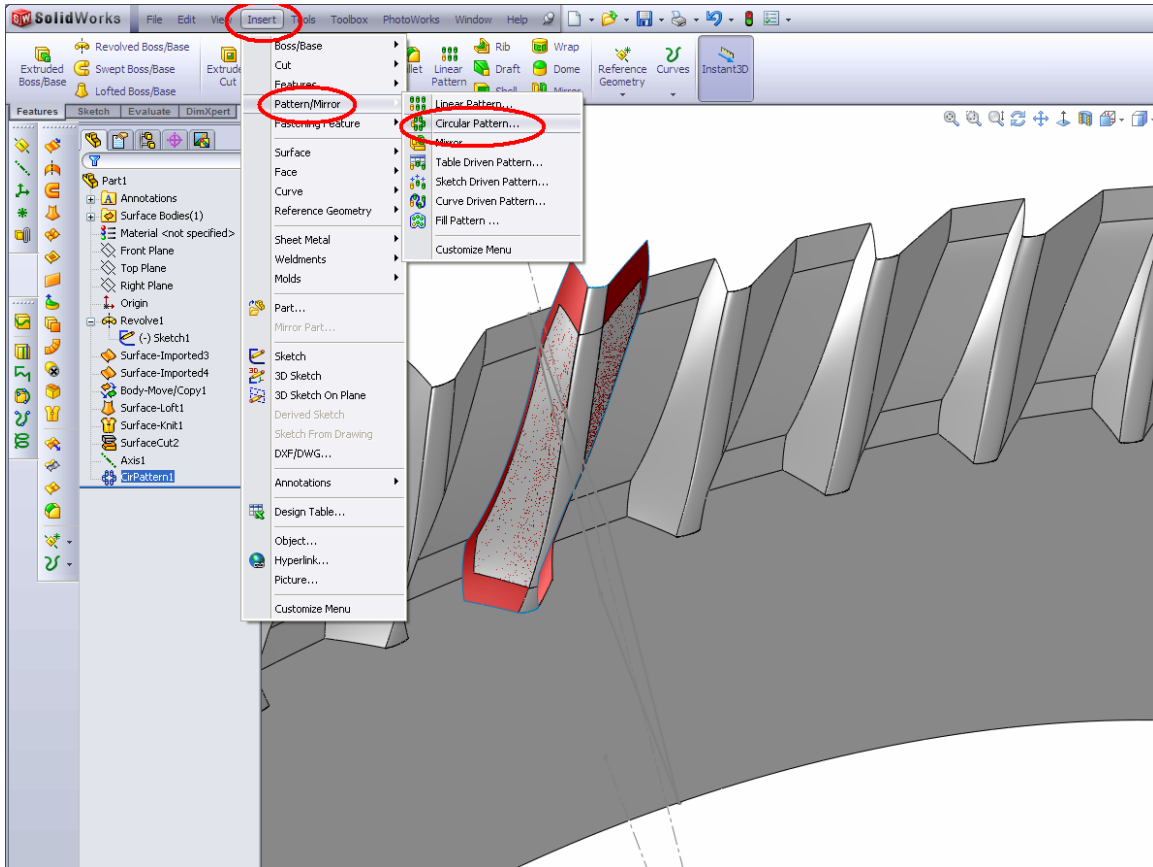 SolidWorks File Edit View Insert Tools Toolbox PhotoWorks Window Help
Extruded Boss/Base
Revolved Boss/Base
Swept Boss/Base
Lofted Boss/Base
Cut
Linear Pattern
Rib
Draft
Shell
Wrap
Dome
Mirror
Reference Geometry
Curves
Instant3D
Features Sketch Evaluate DimXpert
Part1
Annotations
Surface Bodies(1)
Material <not specified>
Front Plane
Top Plane
Right Plane
Origin
Revolve1
(-) Sketch1
Surface-Imported3
Surface-Imported4
Body-Move/Copy1
Surface-Loft1
Surface-Knit1
SurfaceCut2
Axis1
CirPattern1
Boss/Base
Cut
Features
Pattern/Mirror
Fastening Feature
Surface
Face
Curve
Reference Geometry
Sheet Metal
Weldments
Molds
Part...
Mirror Part...
Sketch
3D Sketch
3D Sketch On Plane
Derived Sketch
Sketch From Drawing
DXF/DWG...
Annotations
Design Table...
Object...
Hyperlink...
Picture...
Customize Menu
Linear Pattern...
Circular Pattern...
Mirror...
Table Driven Pattern...
Sketch Driven Pattern...
Curve Driven Pattern...
Fill Pattern ...
Customize Menu